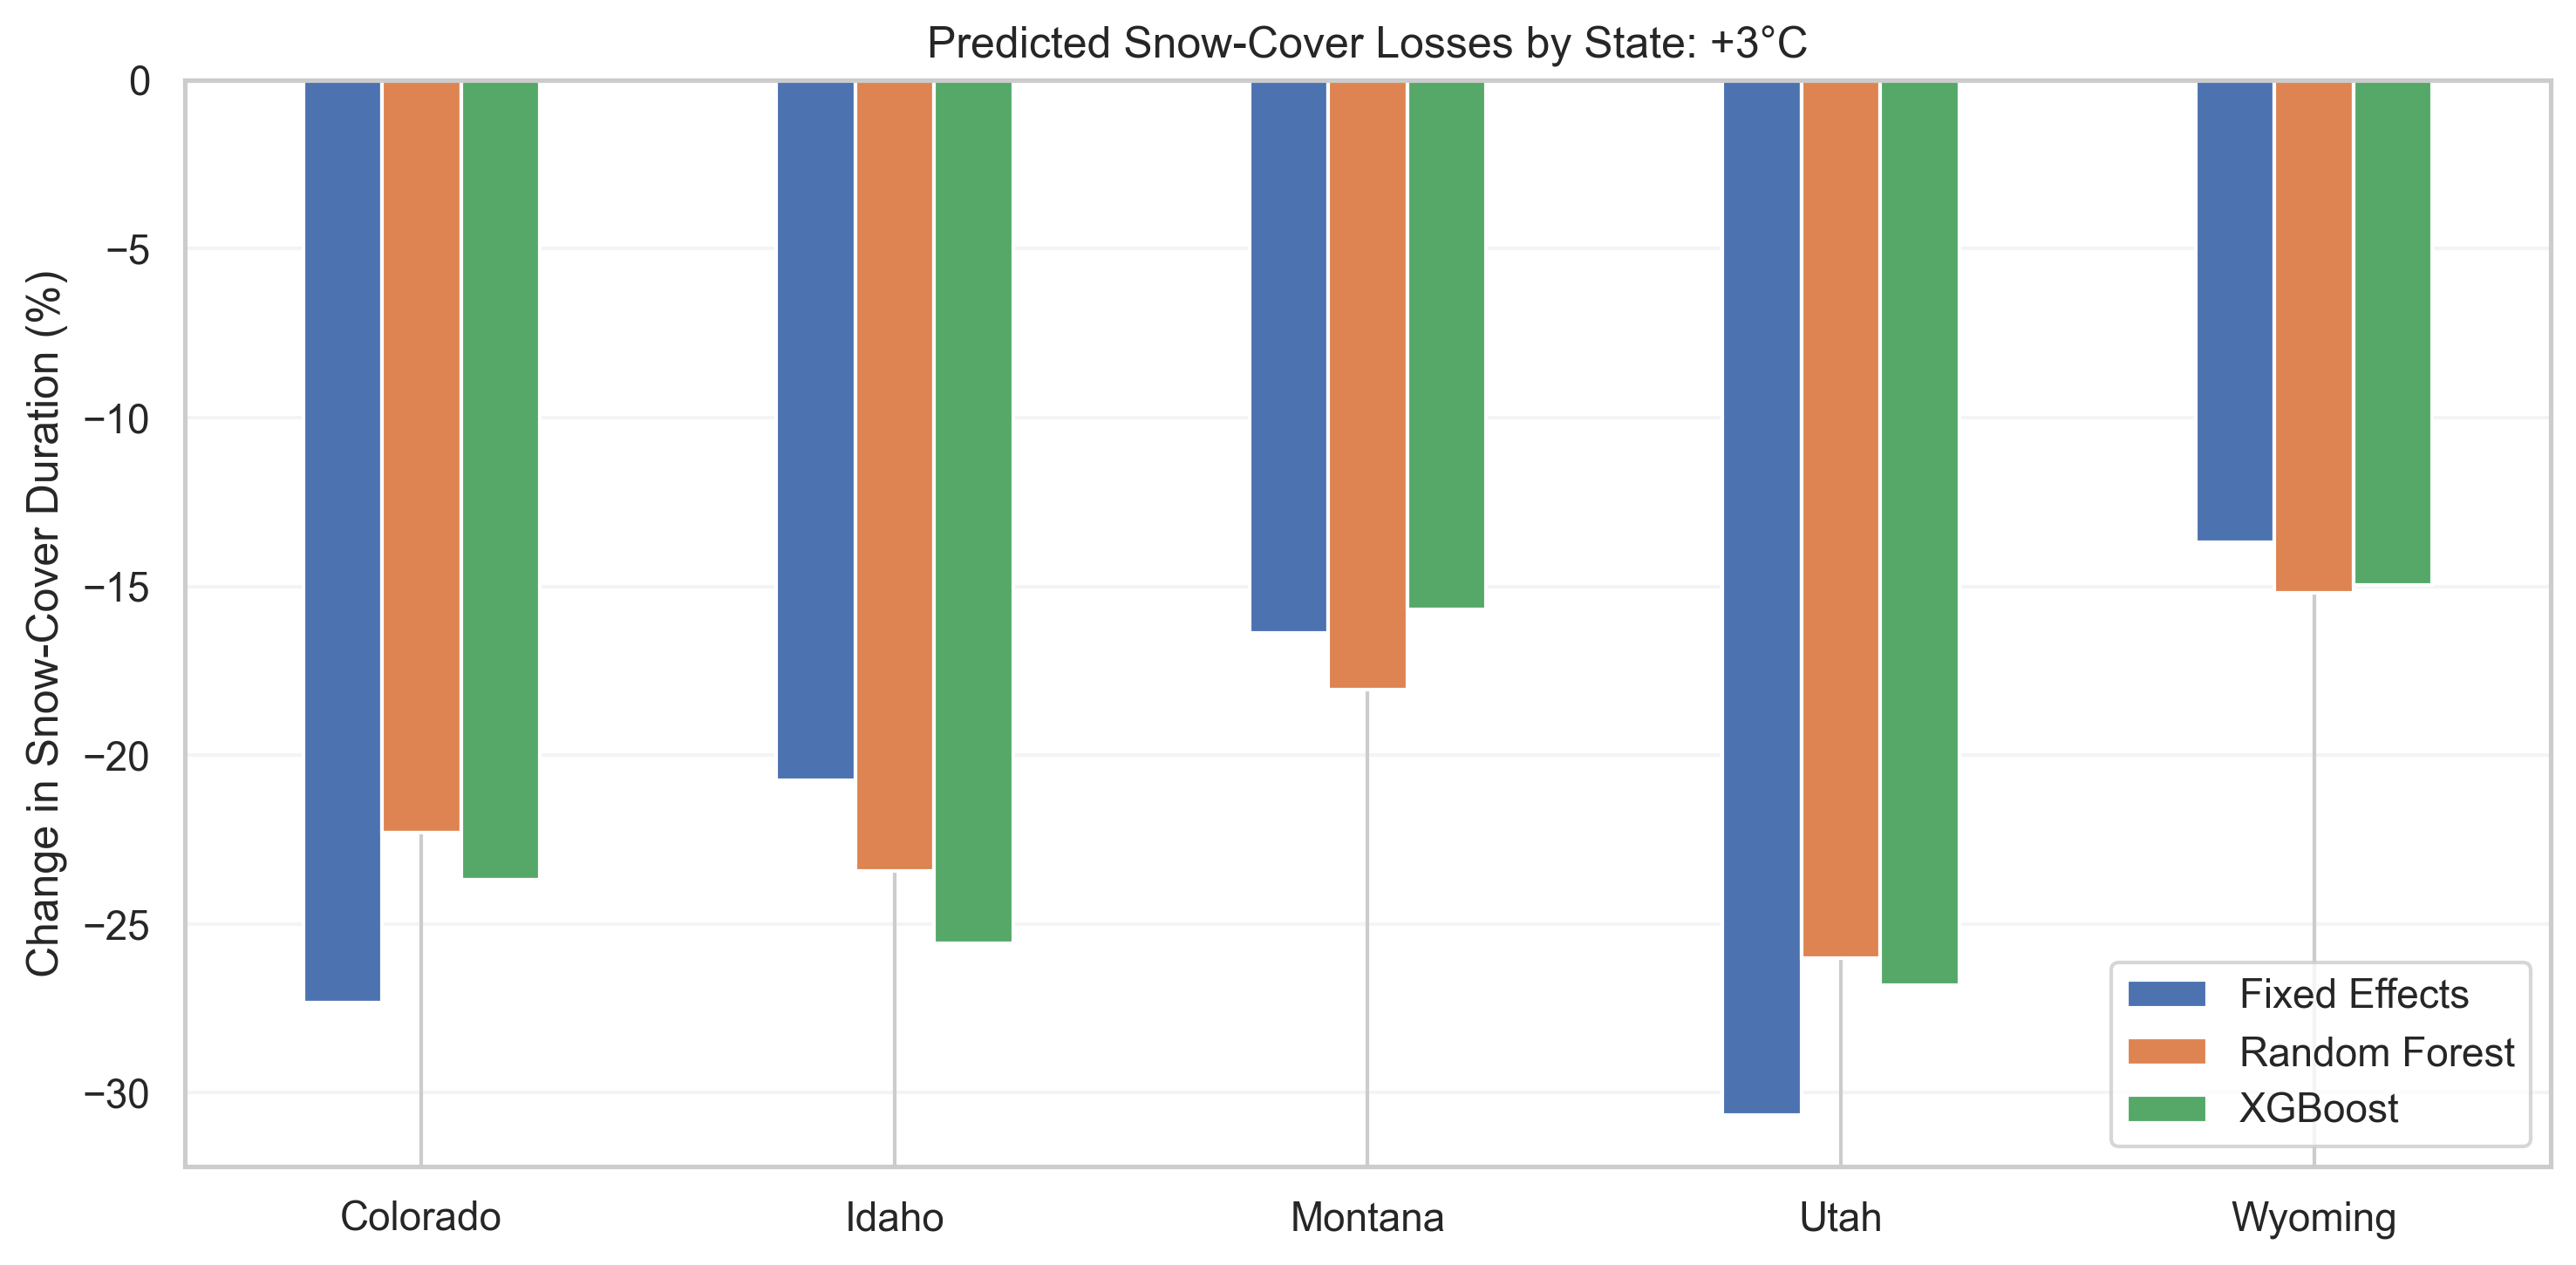 Predicted Snow-Cover Losses by State: +3°C
Change in Snow-Cover Duration (%)
0
−5
−10
−15
−20
−25
−30
Colorado
Idaho
Montana
Utah
Wyoming
Fixed Effects
Random Forest
XGBoost